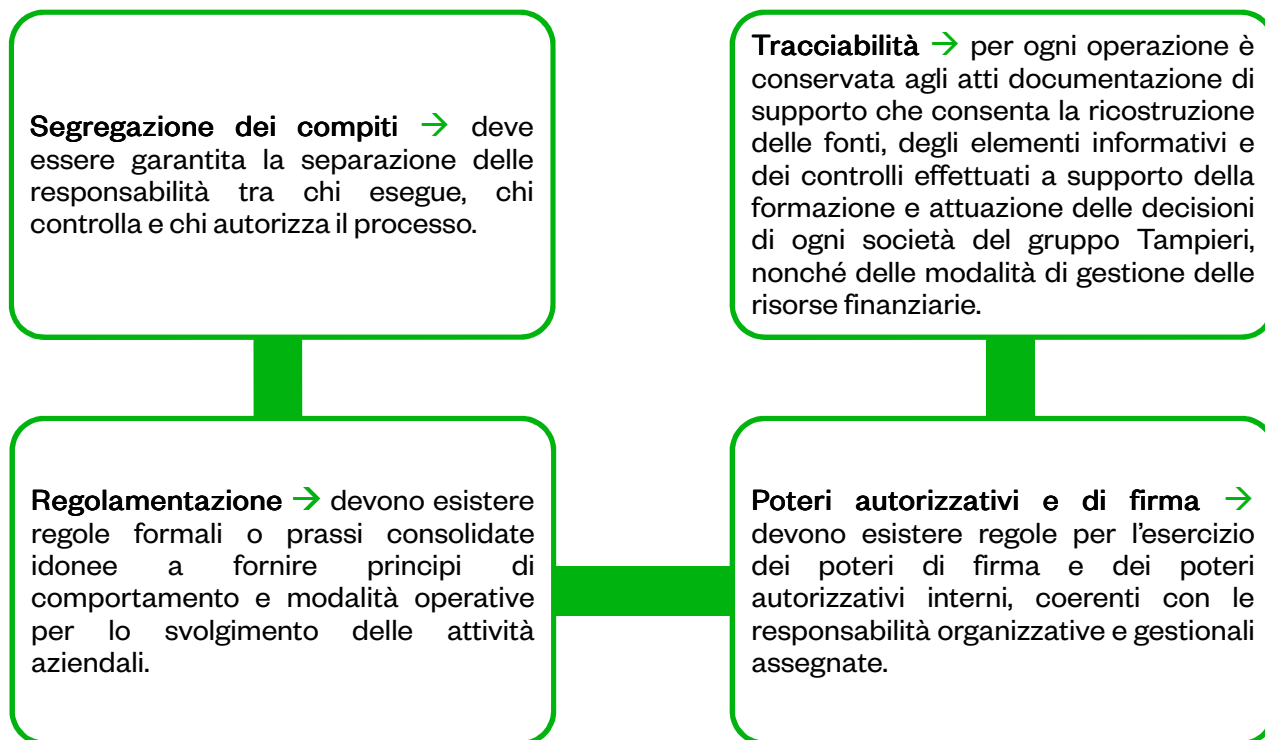 Segregazione dei compiti → deve
essere garantita la separazione delle
responsabilità tra chi esegue, chi
controlla e chi autorizza il processo.
Regolamentazione → devono esistere
regole formali o prassi consolidate
idonee a fornire principi di
comportamento e modalità operative
per lo svolgimento delle attività
aziendali.
Poteri autorizzativi e di firma →
devono esistere regole per l’esercizio
dei poteri di firma e dei poteri
autorizzativi interni, coerenti con le
responsabilità organizzative e gestionali
assegnate.
Tracciabilità → per ogni operazione è
conservata agli atti documentazione di
supporto che consenta la ricostruzione
delle fonti, degli elementi informativi e
dei controlli effettuati a supporto della
formazione e attuazione delle decisioni
di ogni società del gruppo Tampieri,
nonché delle modalità di gestione delle
risorse finanziarie.